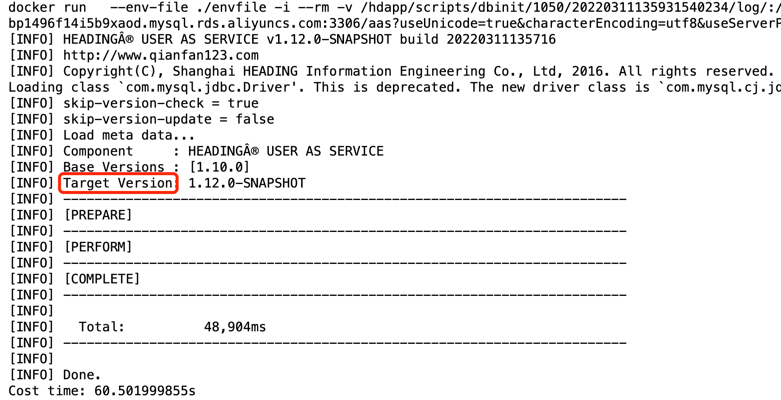 docker run   --env-file ./envfile -i --rm -v /hdapp/scripts/dbinit/1050/20220311135931540234/log/:/
bp1496f14i5b9xaod.mysql.rds.aliyuncs.com:3306/aas?useUnicode=true&characterEncoding=utf8&useServerP
[INFO] HEADINGÂ® USER AS SERVICE v1.12.0-SNAPSHOT build 20220311135716
[INFO] http://www.qianfan123.com
[INFO] Copyright(C), Shanghai HEADING Information Engineering Co., Ltd, 2016. All rights reserved.
Loading class `com.mysql.jdbc.Driver'. This is deprecated. The new driver class is `com.mysql.cj.jd
[INFO] skip-version-check = true
[INFO] skip-version-update = false
[INFO] Load meta data...
[INFO] Component     : HEADINGÂ® USER AS SERVICE
[INFO] Base Versions : [1.10.0]
[INFO] Target Version: 1.12.0-SNAPSHOT
[INFO] ------------------------------------------------------------------------
[INFO] [PREPARE]
[INFO] ------------------------------------------------------------------------
[INFO] [PERFORM]
[INFO] ------------------------------------------------------------------------
[INFO] [COMPLETE]
[INFO] ------------------------------------------------------------------------
[INFO]
[INFO]   Total:          48,904ms
[INFO] ------------------------------------------------------------------------
[INFO]
[INFO] Done.
Cost time: 60.501999855s